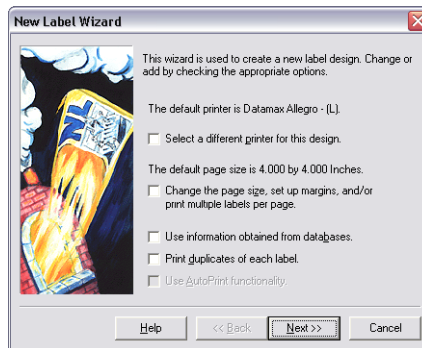 New Label Wizard
This wizard is used to create a new label design. Change or
add by checking the appropriate options.
The default printer is Datamax Allegro - (L).
Select a different printer for this design.
The default page size is 4.000 by 4.000 Inches.
Change the page size, set up margins, and/or
print multiple labels per page.
Use information obtained from databases.
Print duplicates of each label.
Use AutoPrint functionality.
NL
Help
<< Back
Next >>
Cancel